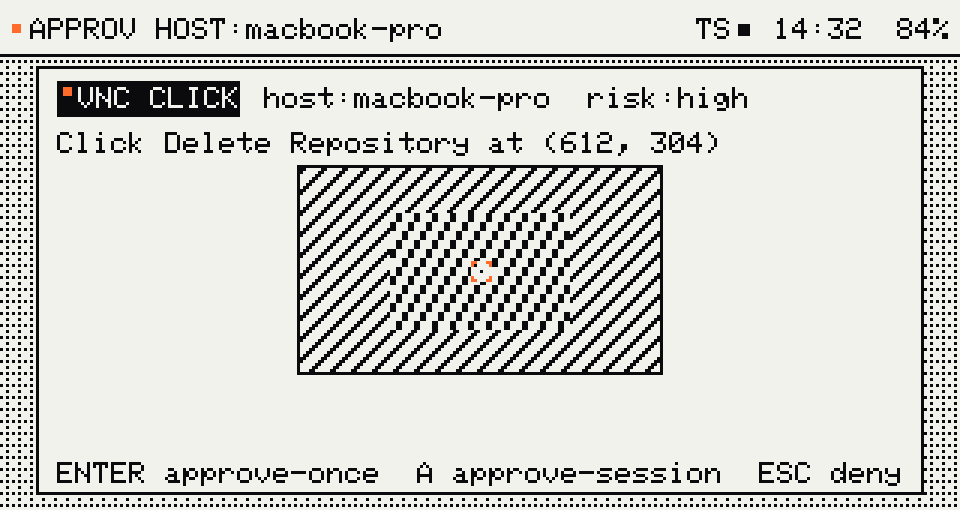 APPROV HOST:macbook-pro TS 14:32 84%
VNC CLICK host:macbook-pro risk:high
Click Delete Repository at (612, 304)
ENTER approve-once A approve-session ESC deny